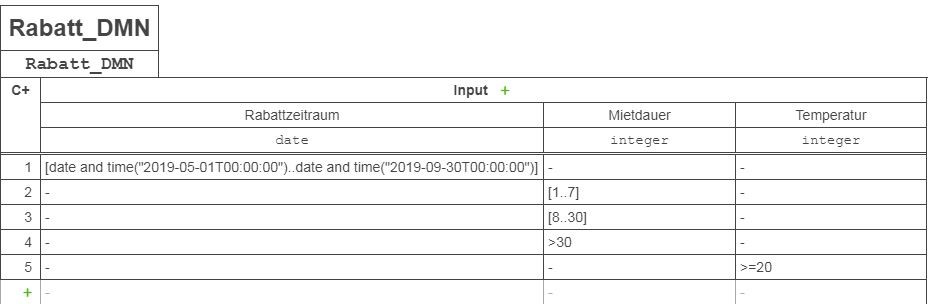 Rabatt_DMN
Rabatt_DMN
C+ Input +
Rabattzeitraum Mietdauer Temperatur
date integer integer
1 [date and time("2019-05-01T00:00:00")..date and time("2019-09-30T00:00:00")] - -
2 - [1..7] -
3 - [8..30] -
4 - >30 -
5 - - >=20
+ - - -